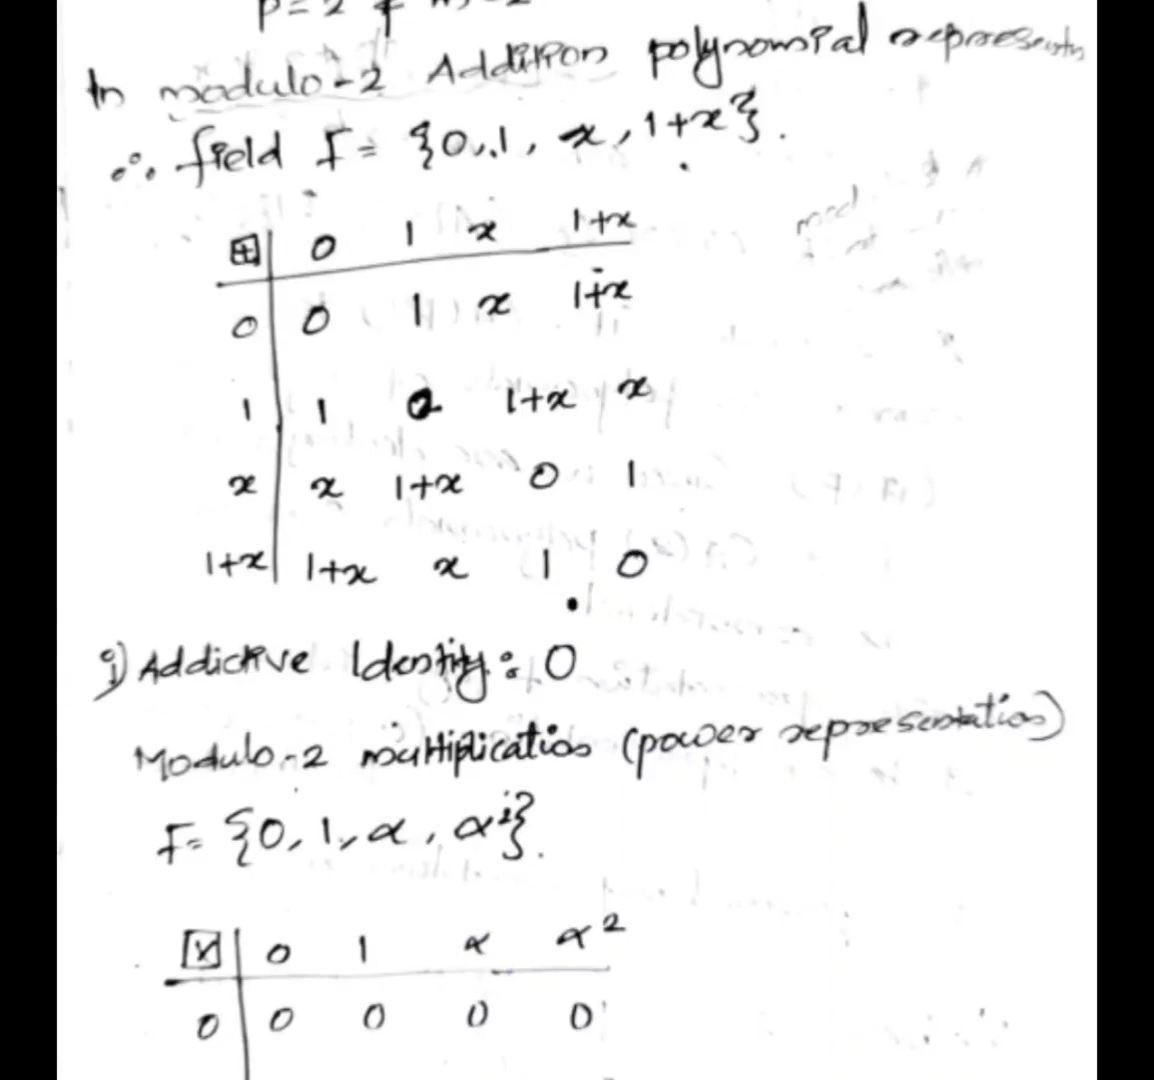 p=2
In modulo-2 Addition polynomial represents
∴ field F = {0,1, x, 1+x}.
⊞ 0 1 x 1+x
0 0 1 x 1+x
1 1 0 1+x x
x x 1+x 0 1
1+x 1+x x 1 0
i) Addictive Identity: 0
Modulo-2 multiplication (power representation)
F= {0, 1, α, α²}.
⊠ 0 1 α α²
0 0 0 0 0